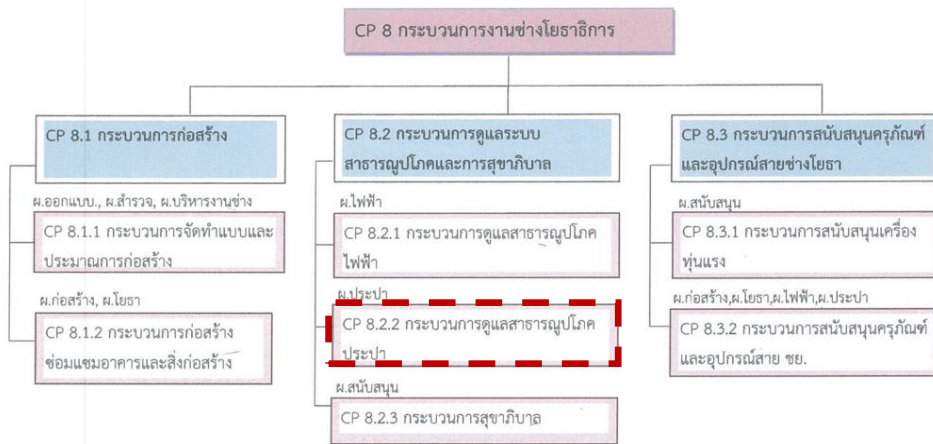 CP 8 กระบวนการงานช่างโยธาธิการ
CP 8.1 กระบวนการก่อสร้าง
ผ.ออกแบบ., ผ.สำรวจ, ผ.บริหารงานช่าง
CP 8.1.1 กระบวนการจัดทำแบบและ
ประมาณการก่อสร้าง
ผ.ก่อสร้าง, ผ.โยธา
CP 8.1.2 กระบวนการก่อสร้าง
ซ่อมแซมอาคารและสิ่งก่อสร้าง
CP 8.2 กระบวนการดูแลระบบ
สาธารณูปโภคและการสุขาภิบาล
ผ.ไฟฟ้า
CP 8.2.1 กระบวนการดูแลสาธารณูปโภค
ไฟฟ้า
ผ.ประปา
CP 8.2.2 กระบวนการดูแลสาธารณูปโภค
ประปา
ผ.สนับสนุน
CP 8.2.3 กระบวนการสุขาภิบาล
CP 8.3 กระบวนการสนับสนุนครุภัณฑ์
และอุปกรณ์สายช่างโยธา
ผ.สนับสนุน
CP 8.3.1 กระบวนการสนับสนุนเครื่อง
ทุ่นแรง
ผ.ก่อสร้าง,ผ.โยธา,ผ.ไฟฟ้า,ผ.ประปา
CP 8.3.2 กระบวนการสนับสนุนครุภัณฑ์
และอุปกรณ์สาย ชย.